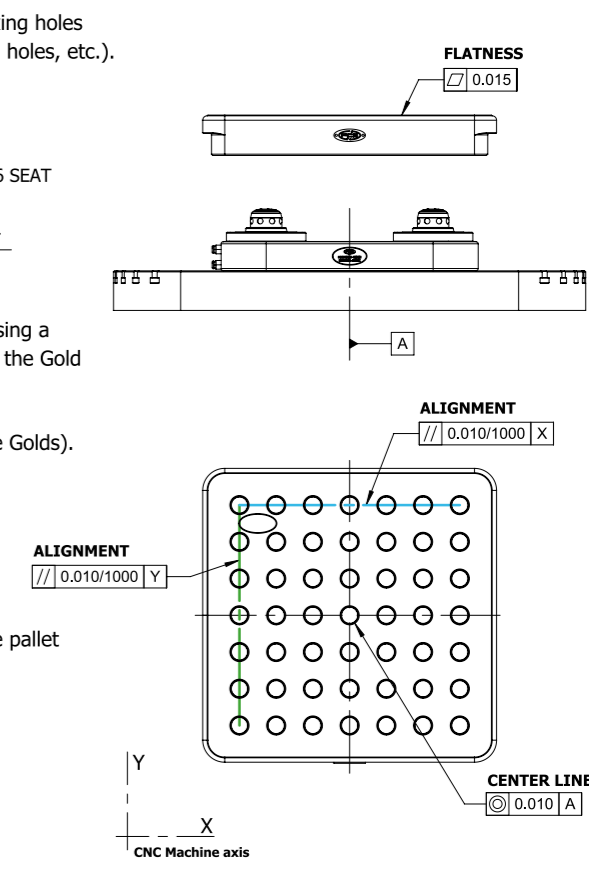 ing holes
holes, etc.).
FLATNESS
0.015
SEAT
sing a
the Gold
A
ALIGNMENT
// 0.010/1000 X
e Golds).
ALIGNMENT
// 0.010/1000 Y
e pallet
Y
X
CNC Machine axis
CENTER LINE
◎ 0.010 A